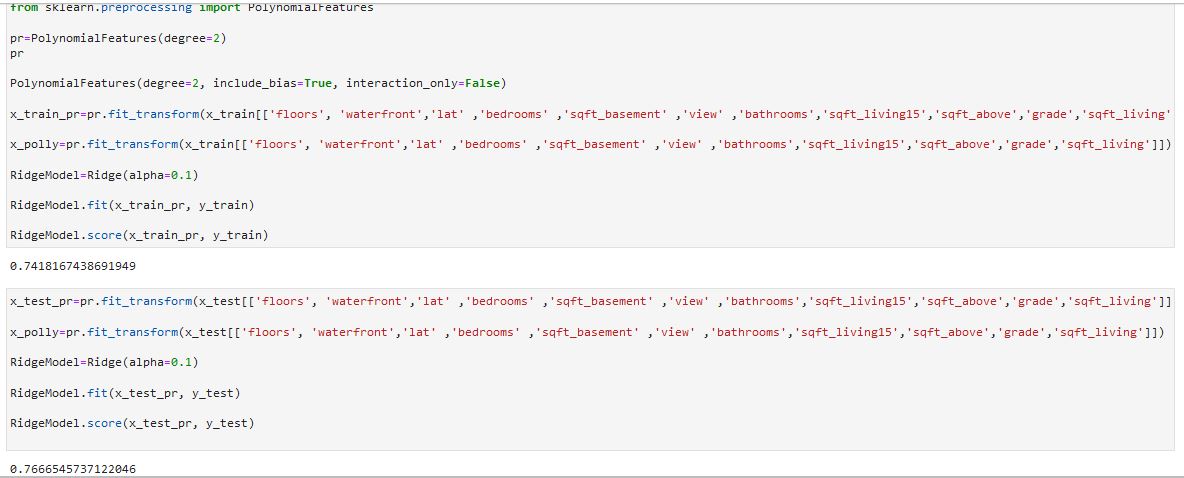 from sklearn.preprocessing import PolynomialFeatures
pr=PolynomialFeatures(degree=2)
pr
PolynomialFeatures(degree=2, include_bias=True, interaction_only=False)
x_train_pr=pr.fit_transform(x_train[['floors', 'waterfront','lat' ,'bedrooms' ,'sqft_basement' ,'view' ,'bathrooms','sqft_living15','sqft_above','grade','sqft_living'
x_polly=pr.fit_transform(x_train[['floors', 'waterfront','lat' ,'bedrooms' ,'sqft_basement' ,'view' ,'bathrooms','sqft_living15','sqft_above','grade','sqft_living']])
RidgeModel=Ridge(alpha=0.1)
RidgeModel.fit(x_train_pr, y_train)
RidgeModel.score(x_train_pr, y_train)
0.7418167438691949
x_test_pr=pr.fit_transform(x_test[['floors', 'waterfront','lat' ,'bedrooms' ,'sqft_basement' ,'view' ,'bathrooms','sqft_living15','sqft_above','grade','sqft_living']]
x_polly=pr.fit_transform(x_test[['floors', 'waterfront','lat' ,'bedrooms' ,'sqft_basement' ,'view' ,'bathrooms','sqft_living15','sqft_above','grade','sqft_living']])
RidgeModel=Ridge(alpha=0.1)
RidgeModel.fit(x_test_pr, y_test)
RidgeModel.score(x_test_pr, y_test)
0.7666545737122046